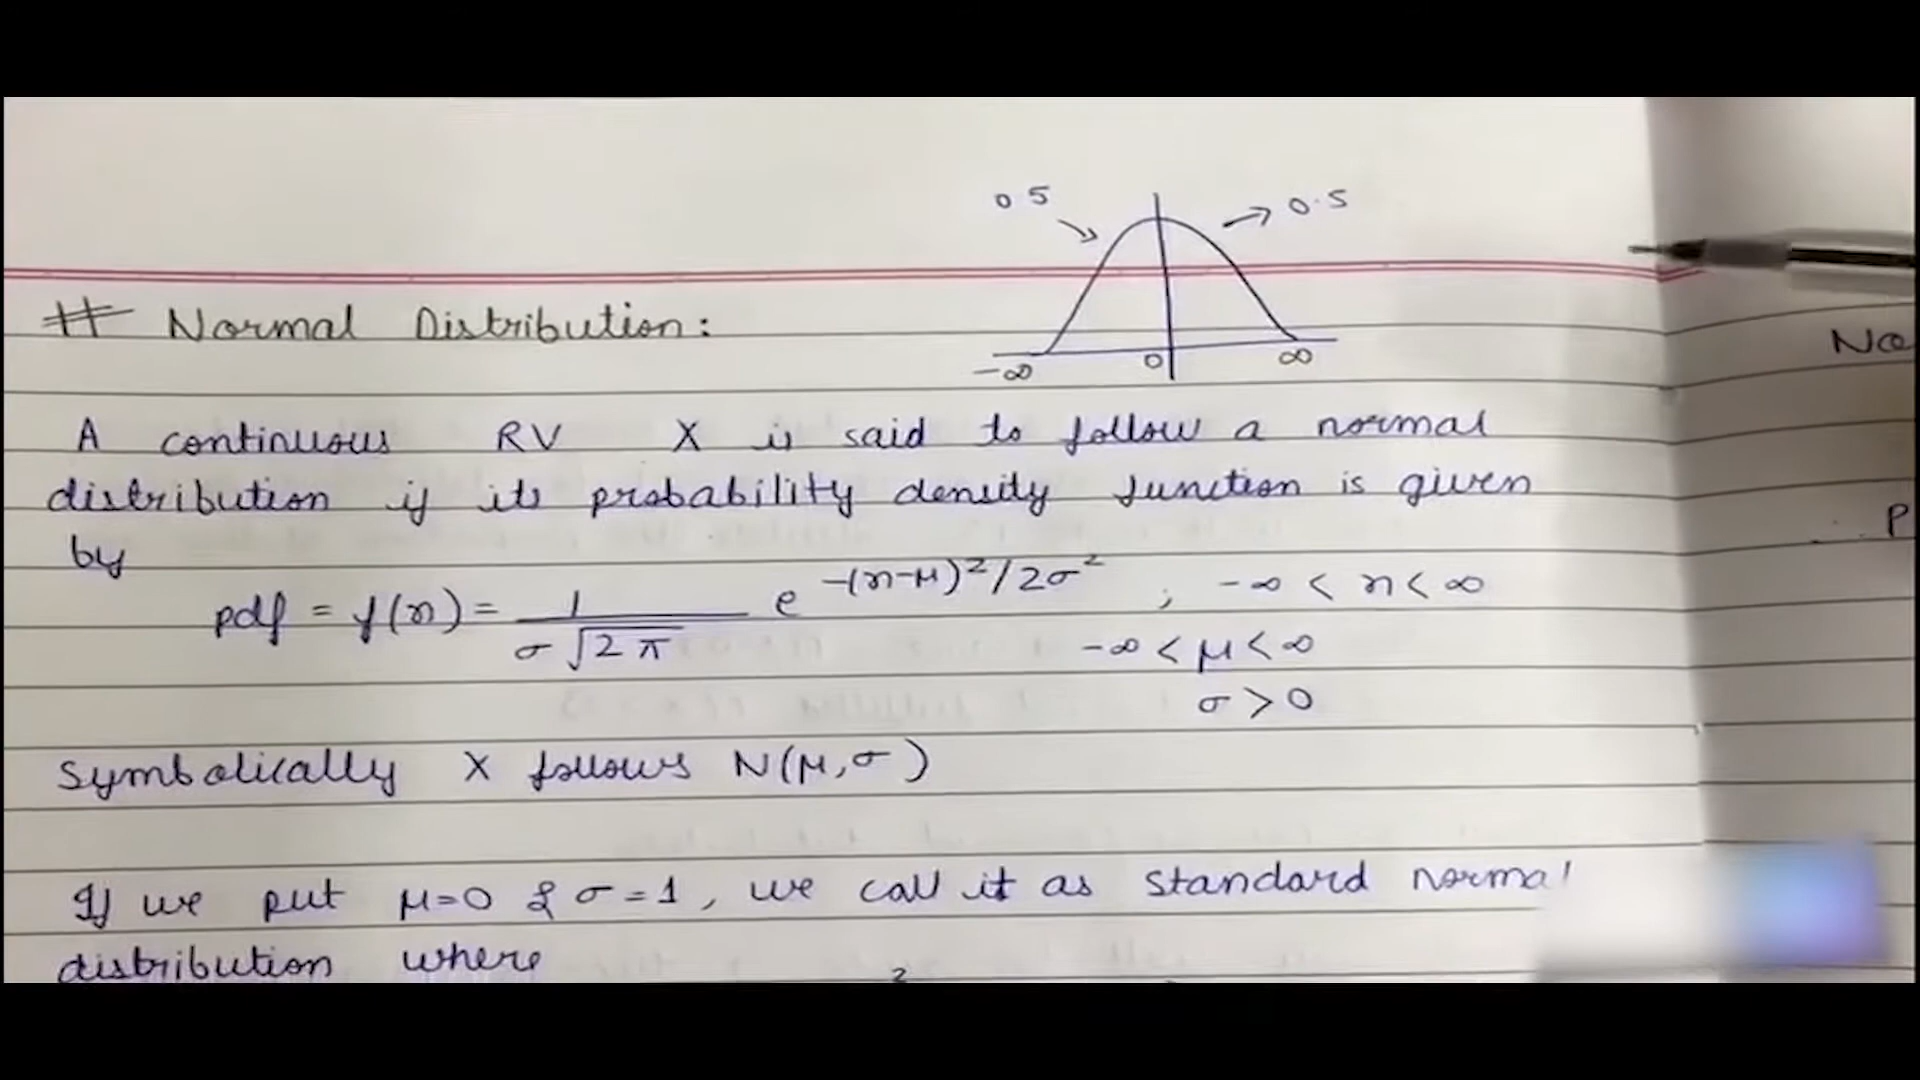 0.5
0.5
# Normal Distribution:
-∞ 0 ∞
A continuous RV X is said to follow a normal
distribution if its probability density function is given
by
pdf = f(x) = 1/(σ√2π) e^-(x-μ)²/2σ² ; -∞ < x < ∞
-∞ < μ < ∞
σ > 0
Symbolically X follows N(μ,σ)
If we put μ=0 & σ=1, we call it as standard normal
distribution where
2